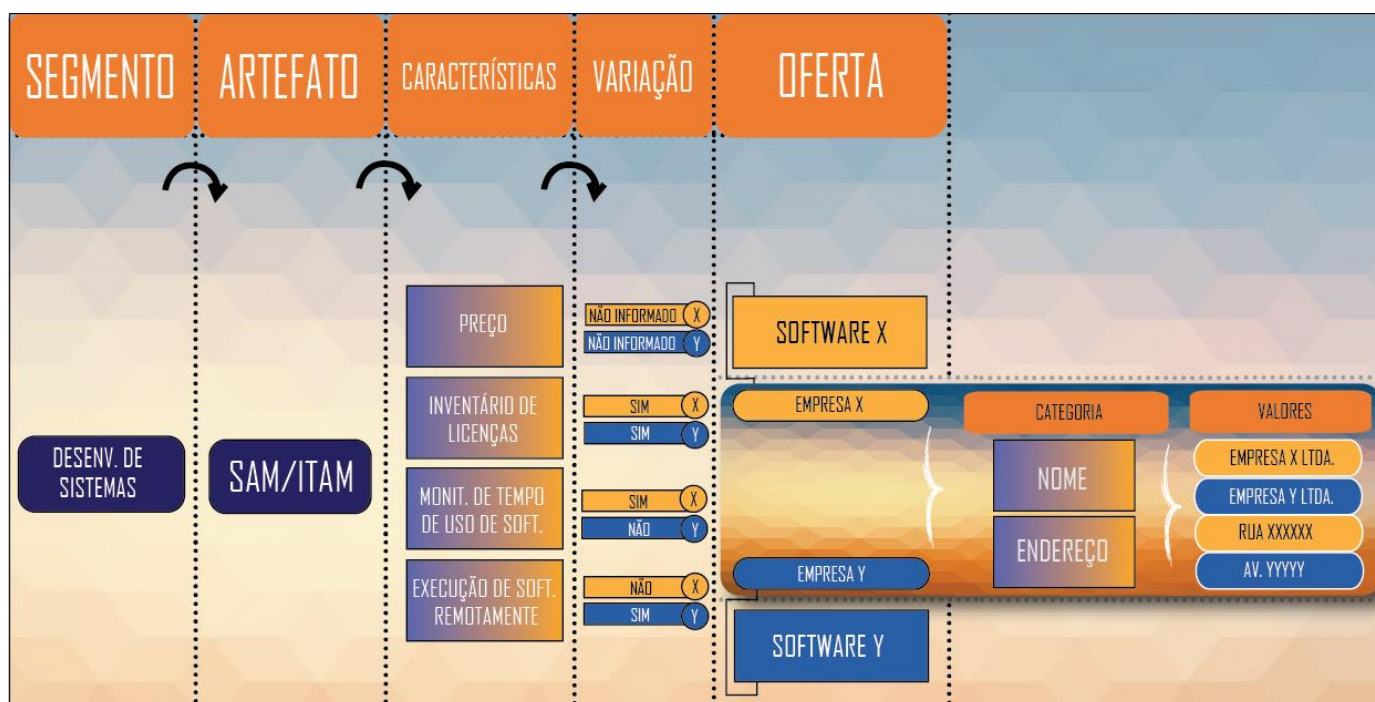 SEGMENTO
ARTEFATO
CARACTERÍSTICAS
VARIAÇÃO
OFERTA
DESENV. DE
SISTEMAS
SAM/ITAM
PREÇO
NÃO INFORMADO X
NÃO INFORMADO Y
INVENTÁRIO DE
LICENÇAS
SIM X
SIM Y
MONIT. DE TEMPO
DE USO DE SOFT.
SIM X
NÃO Y
EXECUÇÃO DE SOFT.
REMOTAMENTE
NÃO X
SIM Y
SOFTWARE X
EMPRESA X
EMPRESA Y
SOFTWARE Y
CATEGORIA
NOME
ENDEREÇO
VALORES
EMPRESA X LTDA.
EMPRESA Y LTDA.
RUA XXXXXX
AV. YYYYY